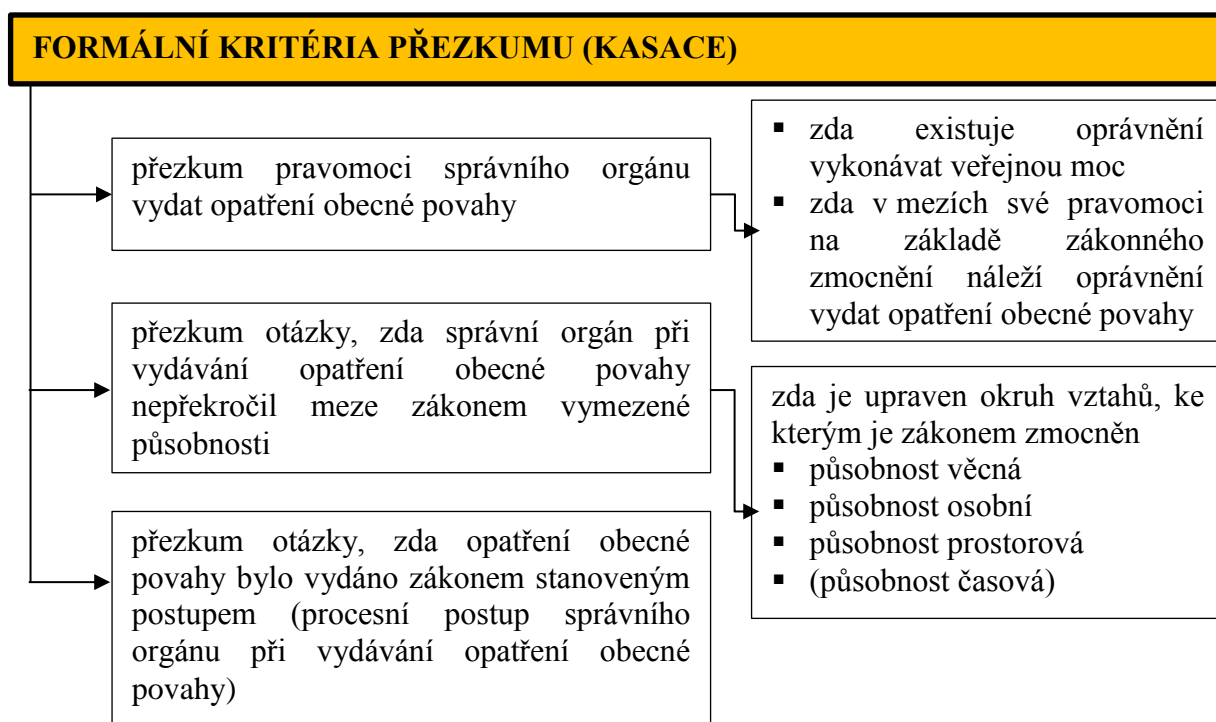 FORMÁLNÍ KRITÉRIA PŘEZKUMU (KASACE)
přezkum pravomoci správního orgánu
vydat opatření obecné povahy
▪ zda existuje oprávnění
vykonávat veřejnou moc
▪ zda v mezích své pravomoci
na základě zákonného
zmocnění náleží oprávnění
vydat opatření obecné povahy
přezkum otázky, zda správní orgán při
vydávání opatření obecné povahy
nepřekročil meze zákonem vymezené
působnosti
zda je upraven okruh vztahů, ke
kterým je zákonem zmocněn
▪ působnost věcná
▪ působnost osobní
▪ působnost prostorová
▪ (působnost časová)
přezkum otázky, zda opatření obecné
povahy bylo vydáno zákonem stanoveným
postupem (procesní postup správního
orgánu při vydávání opatření obecné
povahy)